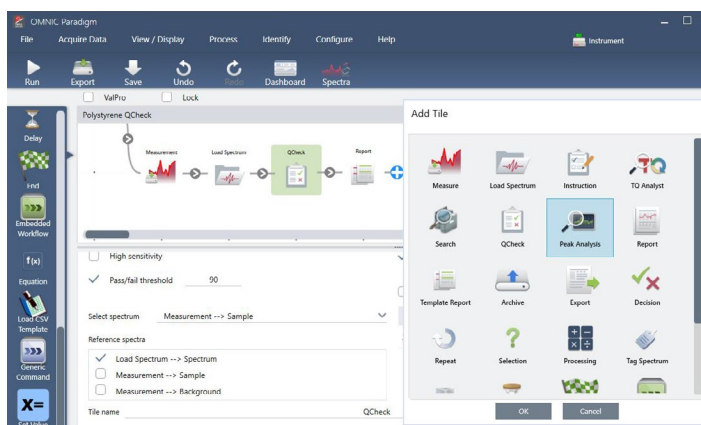 OMNIC Paradigm
File Acquire Data View / Display Process Identify Configure Help Instrument
Run Export Save Undo Redo Dashboard Spectra
ValPro Lock
Polystyrene QCheck
Measurement Load Spectrum QCheck Report
Delay
End
Embedded
Workflow
f(x)
Equation
Load CSV
Template
Generic
Command
X=
Set Value
High sensitivity
Pass/fail threshold 90
Select spectrum Measurement --> Sample
Reference spectra
Load Spectrum --> Spectrum
Measurement --> Sample
Measurement --> Background
Tile name QCheck
Add Tile
Measure Load Spectrum Instruction TQ Analyst
Search QCheck Peak Analysis Report
Template Report Archive Export Decision
Repeat Selection Processing Tag Spectrum
OK Cancel